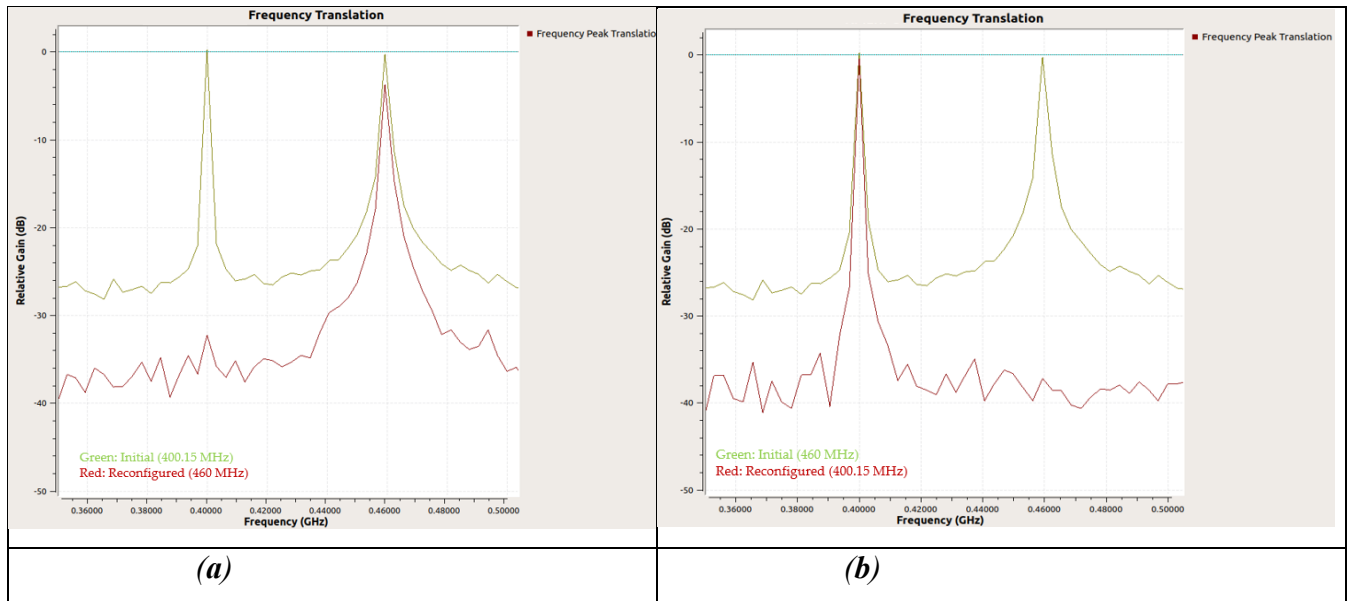 Frequency Translation
Frequency Peak Translatio
0
-10
-20
-30
-40
-50
Relative Gain (dB)
Green: Initial (400.15 MHz)
Red: Reconfigured (460 MHz)
0.36000 0.38000 0.40000 0.42000 0.44000 0.46000 0.48000 0.50000
Frequency (GHz)
(a)
Frequency Translation
Frequency Peak Translation
0
-10
-20
-30
-40
-50
Relative Gain (dB)
Green: Initial (460 MHz)
Red: Reconfigured (400.15 MHz)
0.36000 0.38000 0.40000 0.42000 0.44000 0.46000 0.48000 0.50000
Frequency (GHz)
(b)